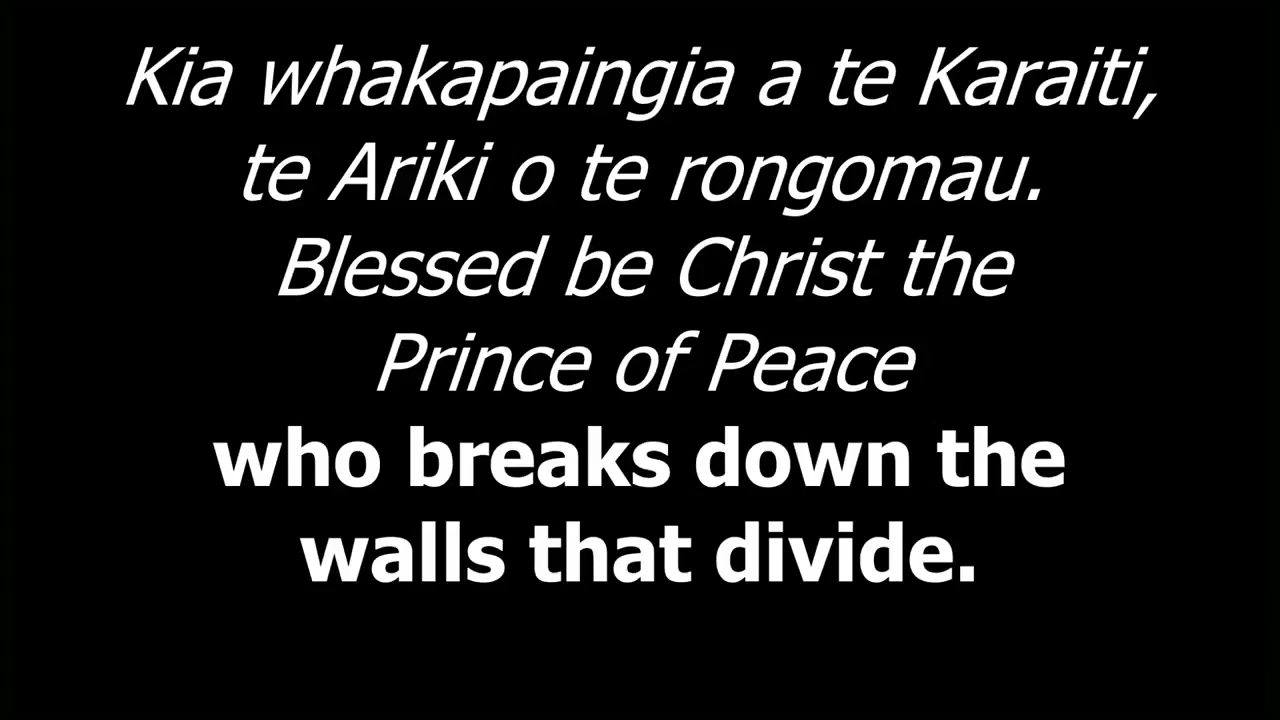 Kia whakapaingia a te Karaiti,
te Ariki o te rongomau.
Blessed be Christ the
Prince of Peace
who breaks down the
walls that divide.